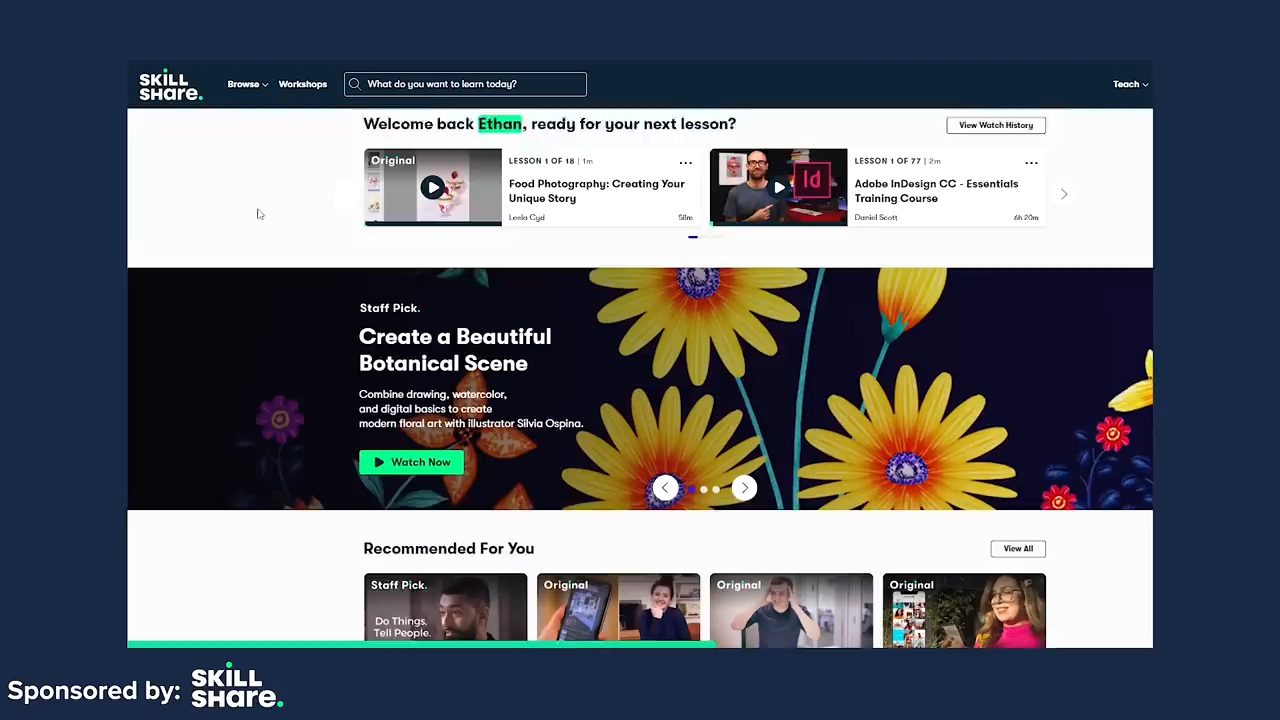 SKILL
SHARE.
Browse
Workshops
What do you want to learn today?
Teach
Welcome back Ethan, ready for your next lesson?
View Watch History
Original
LESSON 1 OF 18 | 1m
Food Photography: Creating Your
Unique Story
Leela Cyd
58m
Id
LESSON 1 OF 77 | 2m
Adobe InDesign CC - Essentials
Training Course
Daniel Scott
6h 20m
Staff Pick.
Create a Beautiful
Botanical Scene
Combine drawing, watercolor,
and digital basics to create
modern floral art with illustrator Silvia Ospina.
Watch Now
Recommended For You
View All
Staff Pick.
Do Things,
Tell People.
Original
Original
Original
Sponsored by:
SKILL
SHARE.